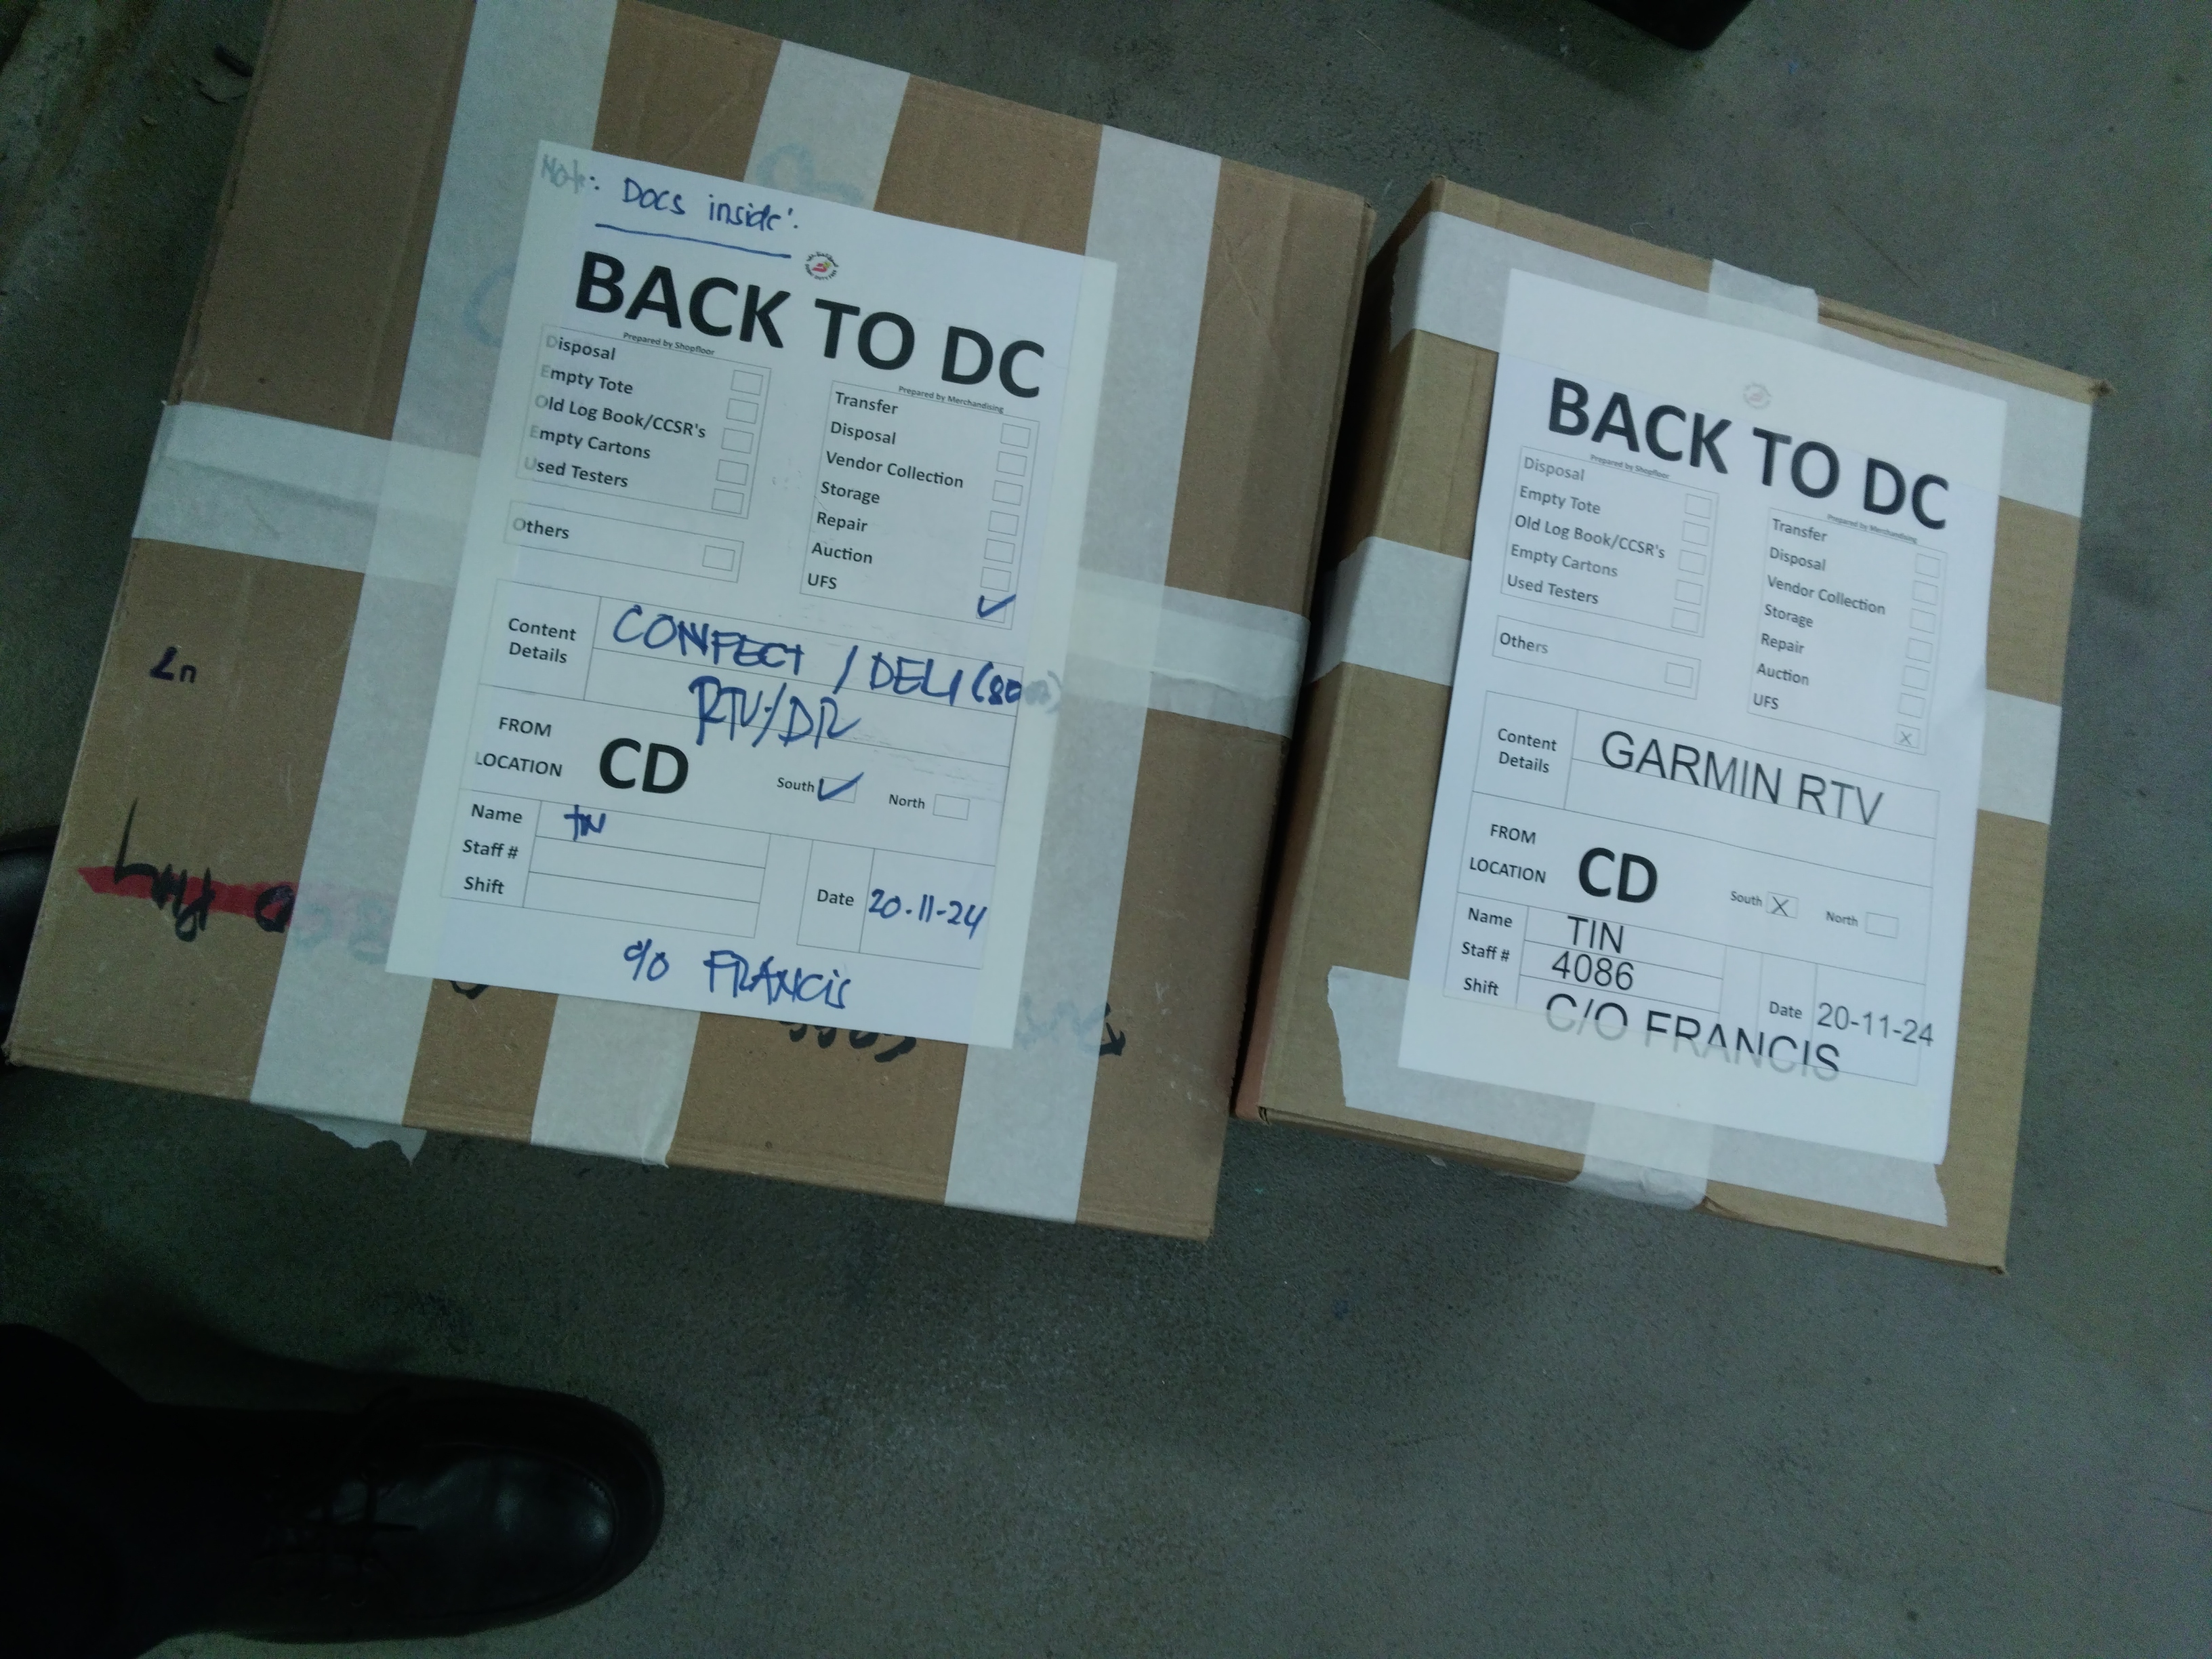 Note: Docs inside:
BACK TO DC
Prepared by Shopfloor
Disposal
Empty Tote
Old Log Book/CCSR's
Empty Cartons
Used Testers
Others
Prepared by Merchandising
Transfer
Disposal
Vendor Collection
Storage
Repair
Auction
UFS
Content Details
CONFECT / DELI
RTV/DR
FROM LOCATION
CD
South
North
Name TIN
Staff #
Shift
Date 20-11-24
c/o FRANCIS
BACK TO DC
Prepared by Shopfloor
Disposal
Empty Tote
Old Log Book/CCSR's
Empty Cartons
Used Testers
Others
Prepared by Merchandising
Transfer
Disposal
Vendor Collection
Storage
Repair
Auction
UFS
X
Content Details
GARMIN RTV
FROM LOCATION
CD
South X
North
Name TIN
Staff # 4086
Shift
Date 20-11-24
C/O FRANCIS